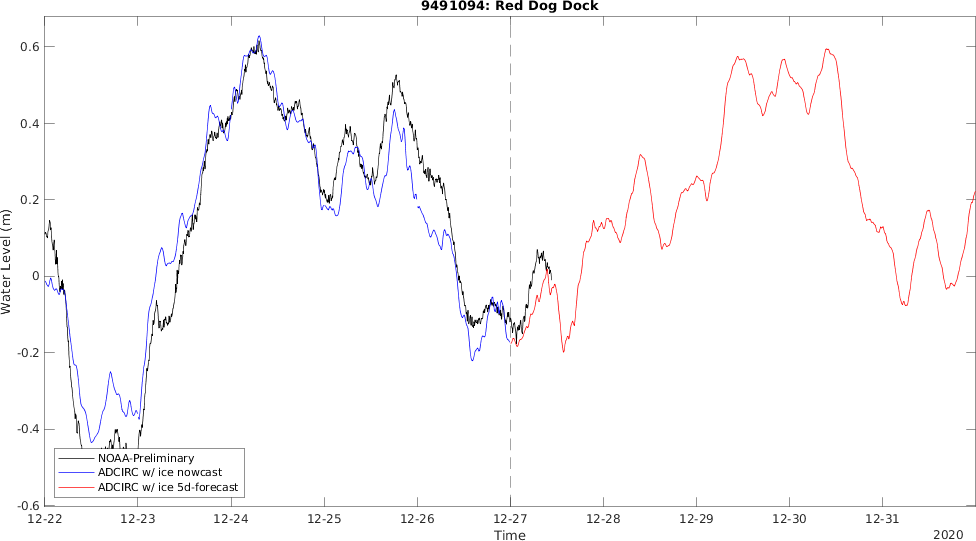 9491094: Red Dog Dock
Water Level (m)
0.6
0.4
0.2
0
-0.2
-0.4
-0.6
NOAA-Preliminary
ADCIRC w/ ice nowcast
ADCIRC w/ ice 5d-forecast
12-22 12-23 12-24 12-25 12-26 12-27 12-28 12-29 12-30 12-31
Time
2020